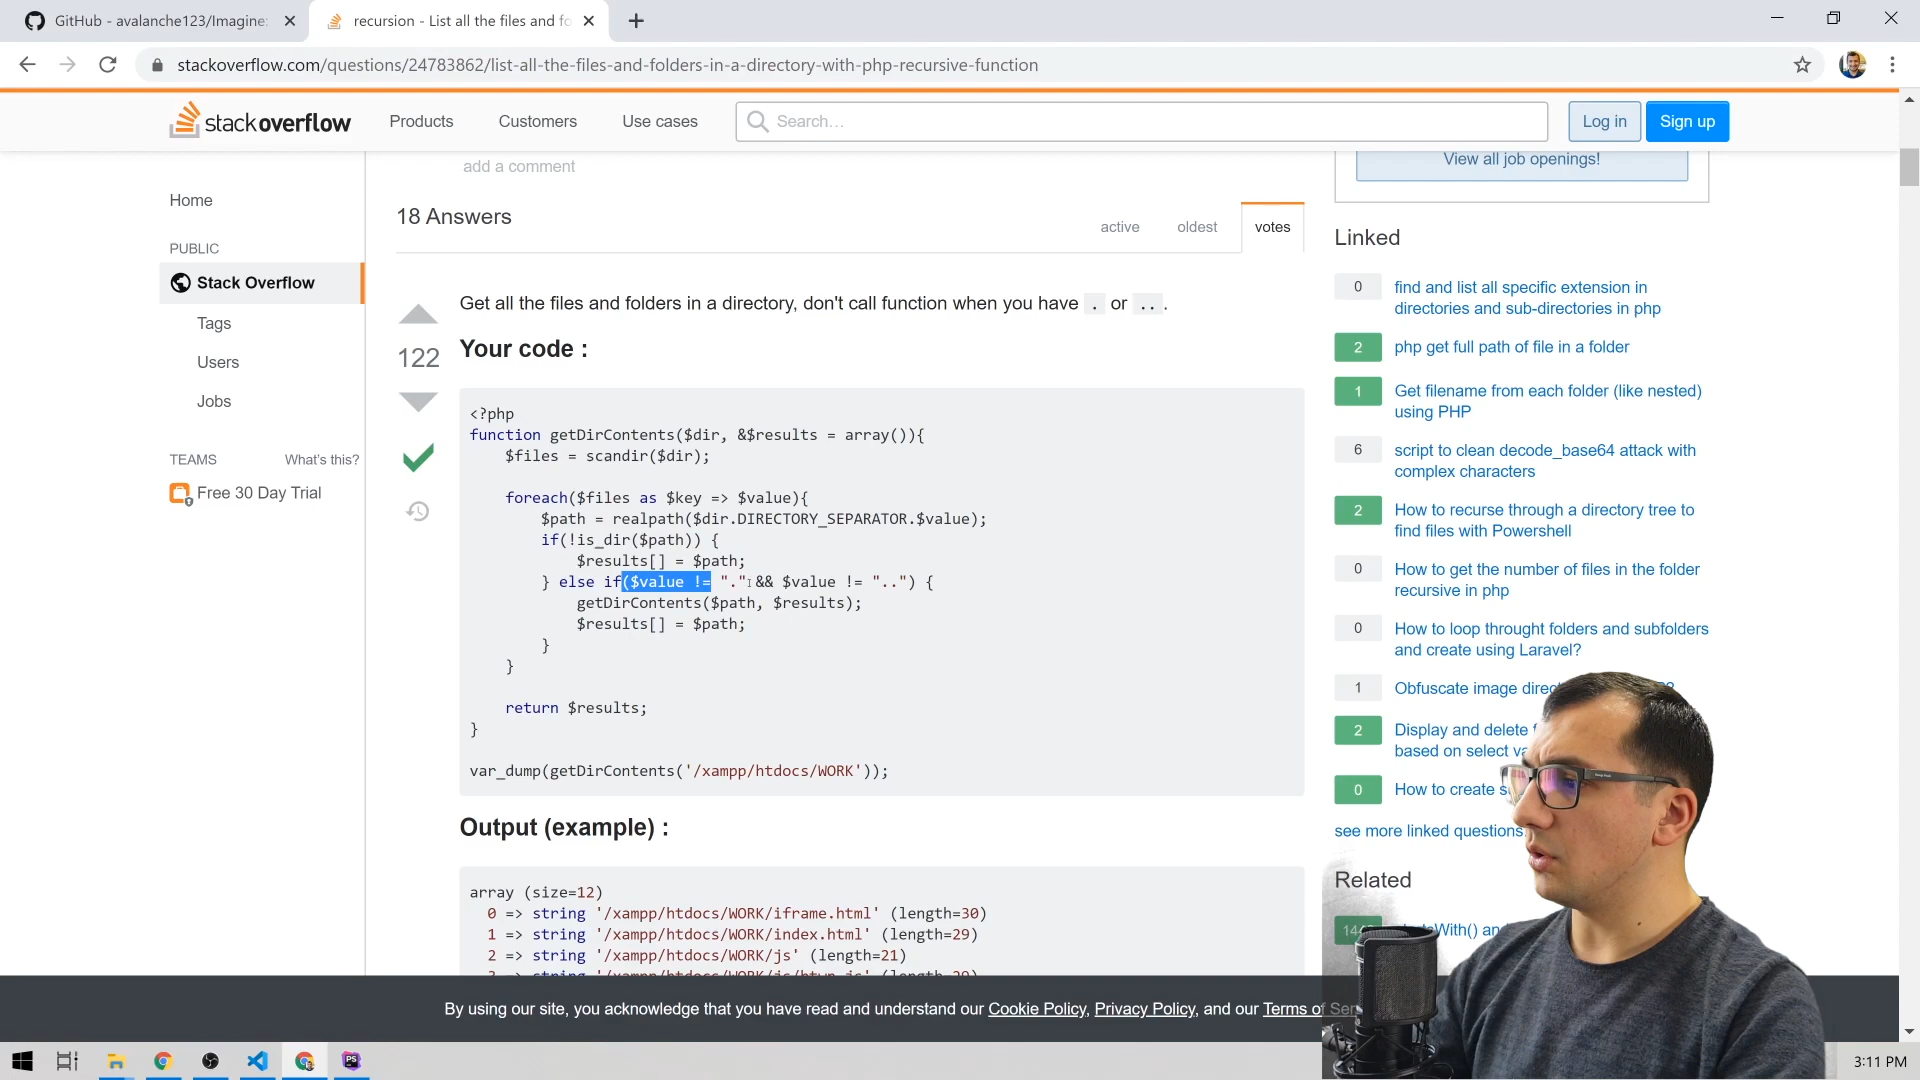 GitHub - avalanche123/Imagine:
recursion - List all the files and fo
stackoverflow.com/questions/24783862/list-all-the-files-and-folders-in-a-directory-with-php-recursive-function
stackoverflow
Products
Customers
Use cases
Search…
Log in
Sign up
add a comment
View all job openings!
Home
PUBLIC
Stack Overflow
Tags
Users
Jobs
TEAMS
What's this?
Free 30 Day Trial
18 Answers
active
oldest
votes
122
Get all the files and folders in a directory, don't call function when you have . or ...
Your code :
<?php
function getDirContents($dir, &$results = array()){
    $files = scandir($dir);
    foreach($files as $key => $value){
        $path = realpath($dir.DIRECTORY_SEPARATOR.$value);
        if(!is_dir($path)) {
            $results[] = $path;
        } else if($value != "." && $value != "..") {
            getDirContents($path, $results);
            $results[] = $path;
        }
    }
    return $results;
}
var_dump(getDirContents('/xampp/htdocs/WORK'));
Output (example) :
array (size=12)
  0 => string '/xampp/htdocs/WORK/iframe.html' (length=30)
  1 => string '/xampp/htdocs/WORK/index.html' (length=29)
  2 => string '/xampp/htdocs/WORK/js' (length=21)
Linked
0
find and list all specific extension in
directories and sub-directories in php
2
php get full path of file in a folder
1
Get filename from each folder (like nested)
using PHP
6
script to clean decode_base64 attack with
complex characters
2
How to recurse through a directory tree to
find files with Powershell
0
How to get the number of files in the folder
recursive in php
0
How to loop throught folders and subfolders
and create using Laravel?
1
Obfuscate image
2
Display and delete
based on select
0
How to create
see more linked questions
Related
By using our site, you acknowledge that you have read and understand our Cookie Policy, Privacy Policy, and our Terms of
3:11 PM